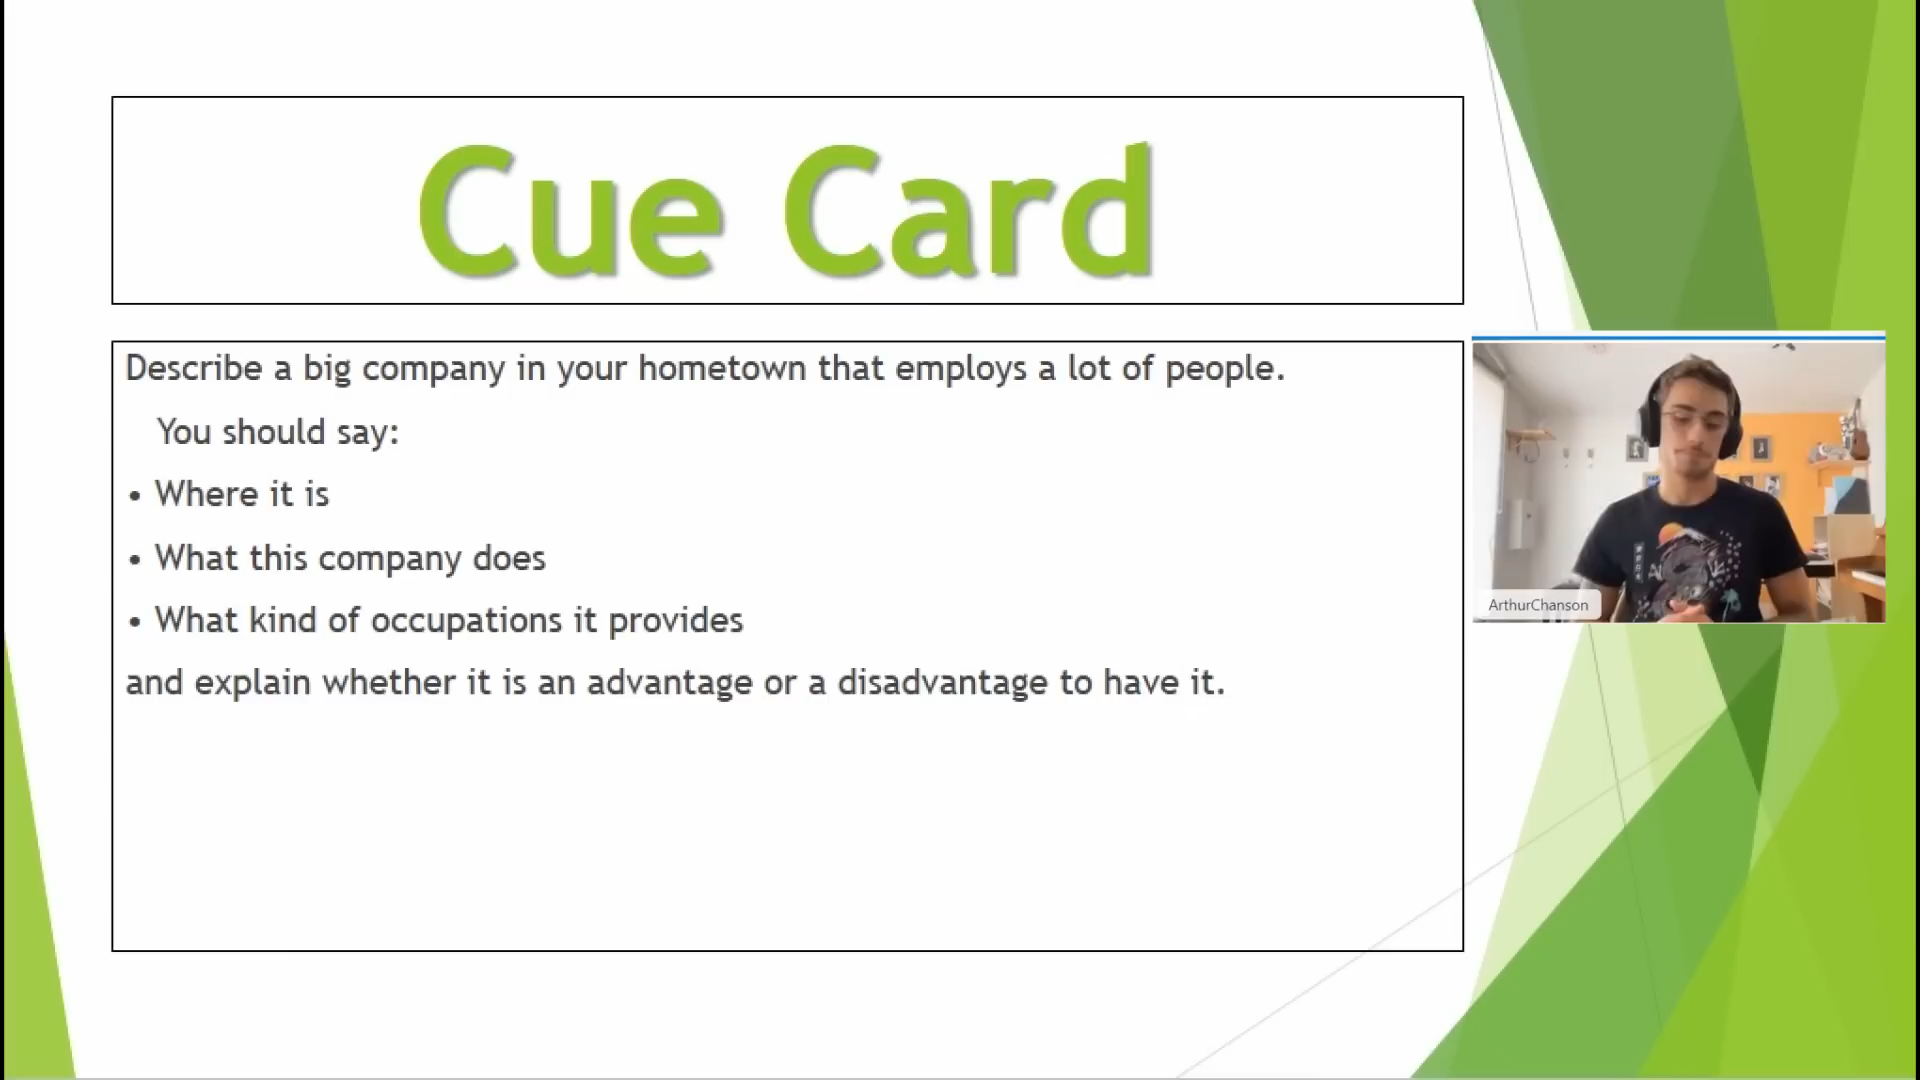 Cue Card
Describe a big company in your hometown that employs a lot of people.
You should say:
• Where it is
• What this company does
• What kind of occupations it provides
and explain whether it is an advantage or a disadvantage to have it.
ArthurChanson